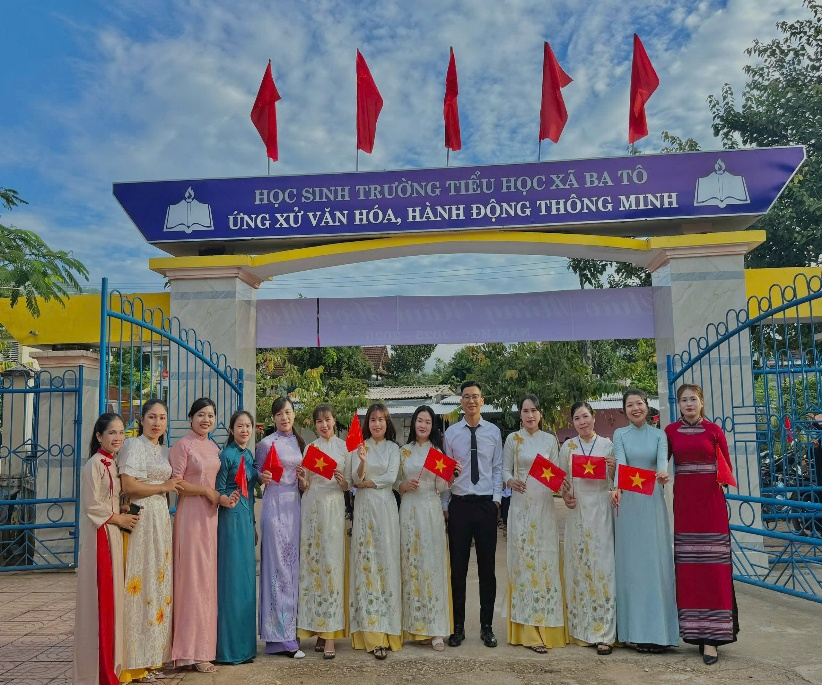 HỌC SINH TRƯỜNG TIỂU HỌC XÃ BA TÔ
ỨNG XỬ VĂN HÓA, HÀNH ĐỘNG THÔNG MINH